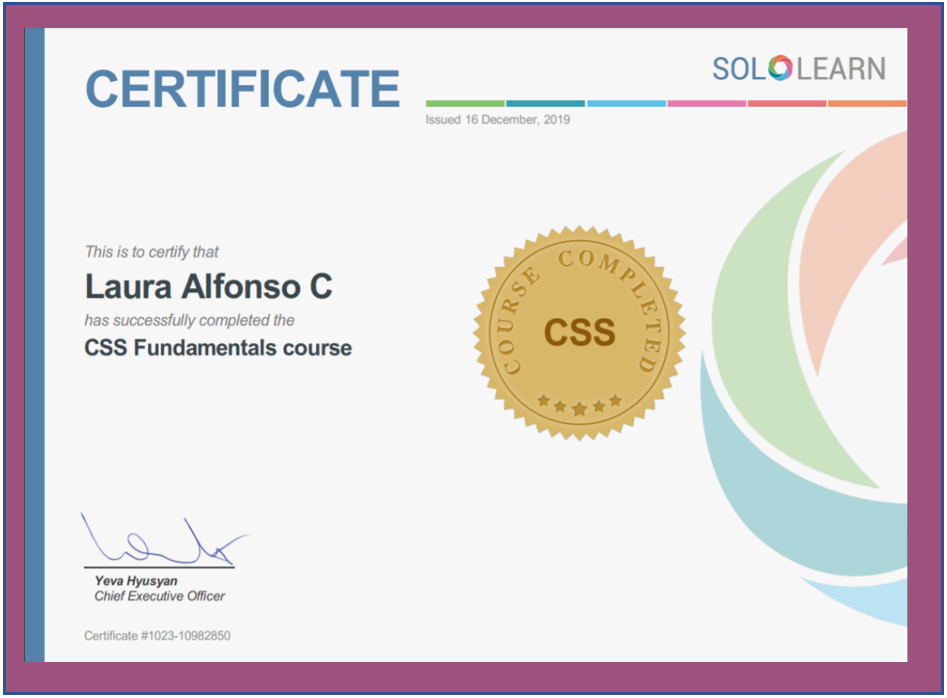 CERTIFICATE
SOLOLEARN
Issued 16 December, 2019
This is to certify that
Laura Alfonso C
has successfully completed the
CSS Fundamentals course
COURSE COMPLETED
CSS
Yeva Hyusyan
Chief Executive Officer
Certificate #1023-10982850